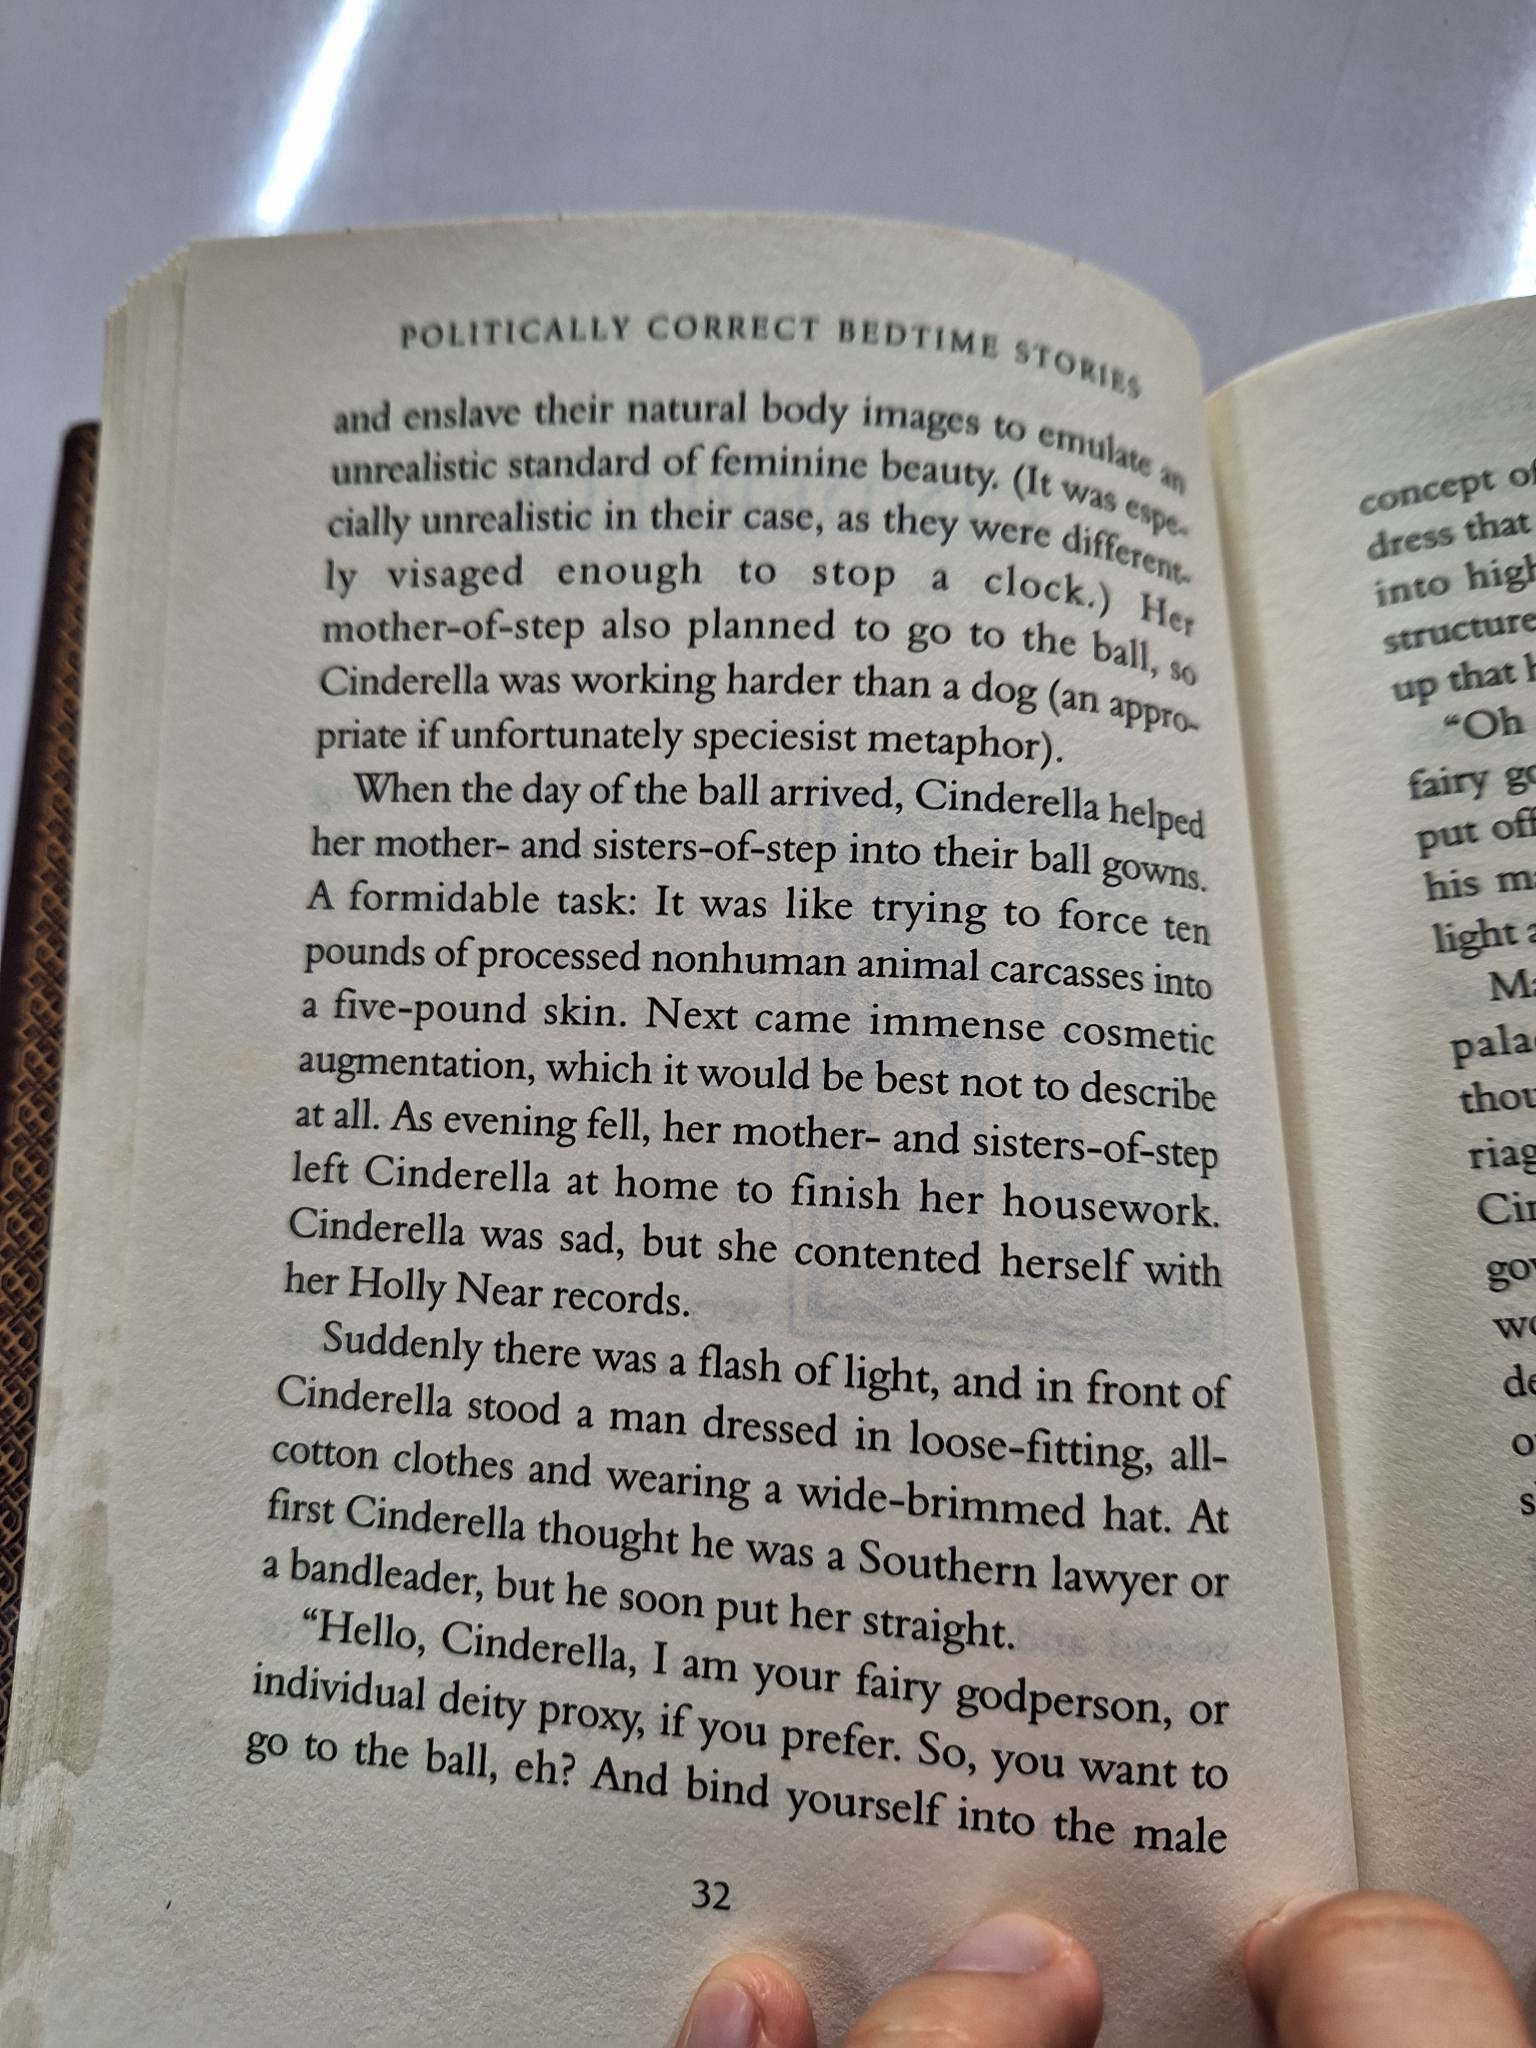 POLITICALLY CORRECT BEDTIME STORIES
and enslave their natural body images to emulate an
unrealistic standard of feminine beauty. (It was espe-
cially unrealistic in their case, as they were different-
ly visaged enough to stop a clock.) Her
mother-of-step also planned to go to the ball, so
Cinderella was working harder than a dog (an appro-
priate if unfortunately speciesist metaphor).
When the day of the ball arrived, Cinderella helped
her mother- and sisters-of-step into their ball gowns.
A formidable task: It was like trying to force ten
pounds of processed nonhuman animal carcasses into
a five-pound skin. Next came immense cosmetic
augmentation, which it would be best not to describe
at all. As evening fell, her mother- and sisters-of-step
left Cinderella at home to finish her housework.
Cinderella was sad, but she contented herself with
her Holly Near records.
Suddenly there was a flash of light, and in front of
Cinderella stood a man dressed in loose-fitting, all-
cotton clothes and wearing a wide-brimmed hat. At
first Cinderella thought he was a Southern lawyer or
a bandleader, but he soon put her straight.
“Hello, Cinderella, I am your fairy godperson, or
individual deity proxy, if you prefer. So, you want to
go to the ball, eh? And bind yourself into the male
32
concept
dress that
into
structure
up that
“Oh
fairy
put
his
light